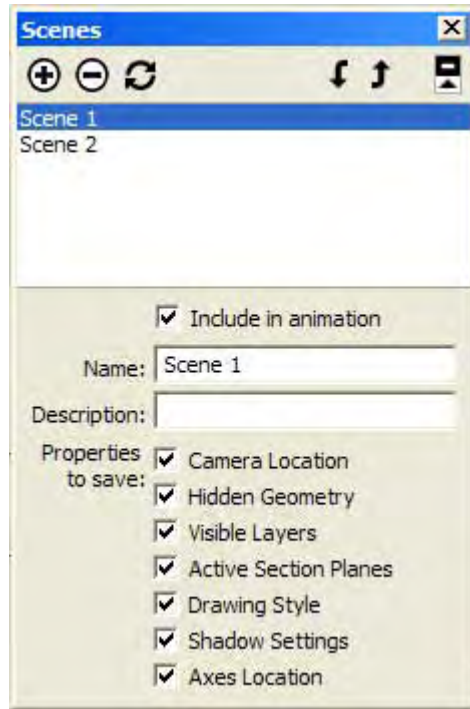 Scenes
Scene 1
Scene 2
Include in animation
Name: Scene 1
Description:
Properties to save: Camera Location
Hidden Geometry
Visible Layers
Active Section Planes
Drawing Style
Shadow Settings
Axes Location